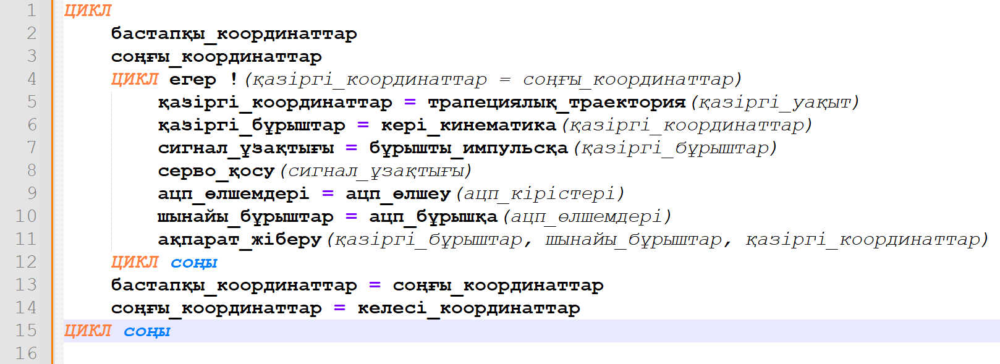 1 ЦИКЛ
2 бастапқы_координаттар
3 соңғы_координаттар
4 ЦИКЛ егер !(қазіргі_координаттар = соңғы_координаттар)
5 қазіргі_координаттар = трапециялық_траектория(қазіргі_уақыт)
6 қазіргі_бұрыштар = кері_кинематика(қазіргі_координаттар)
7 сигнал_ұзақтығы = бұрышты_импульсқа(қазіргі_бұрыштар)
8 серво_қосу(сигнал_ұзақтығы)
9 ацп_өлшемдері = ацп_өлшеу(ацп_кірістері)
10 шынайы_бұрыштар = ацп_бұрышқа(ацп_өлшемдері)
11 ақпарат_жіберу(қазіргі_бұрыштар, шынайы_бұрыштар, қазіргі_координаттар)
12 ЦИКЛ соңы
13 бастапқы_координаттар = соңғы_координаттар
14 соңғы_координаттар = келесі_координаттар
15 ЦИКЛ соңы
16